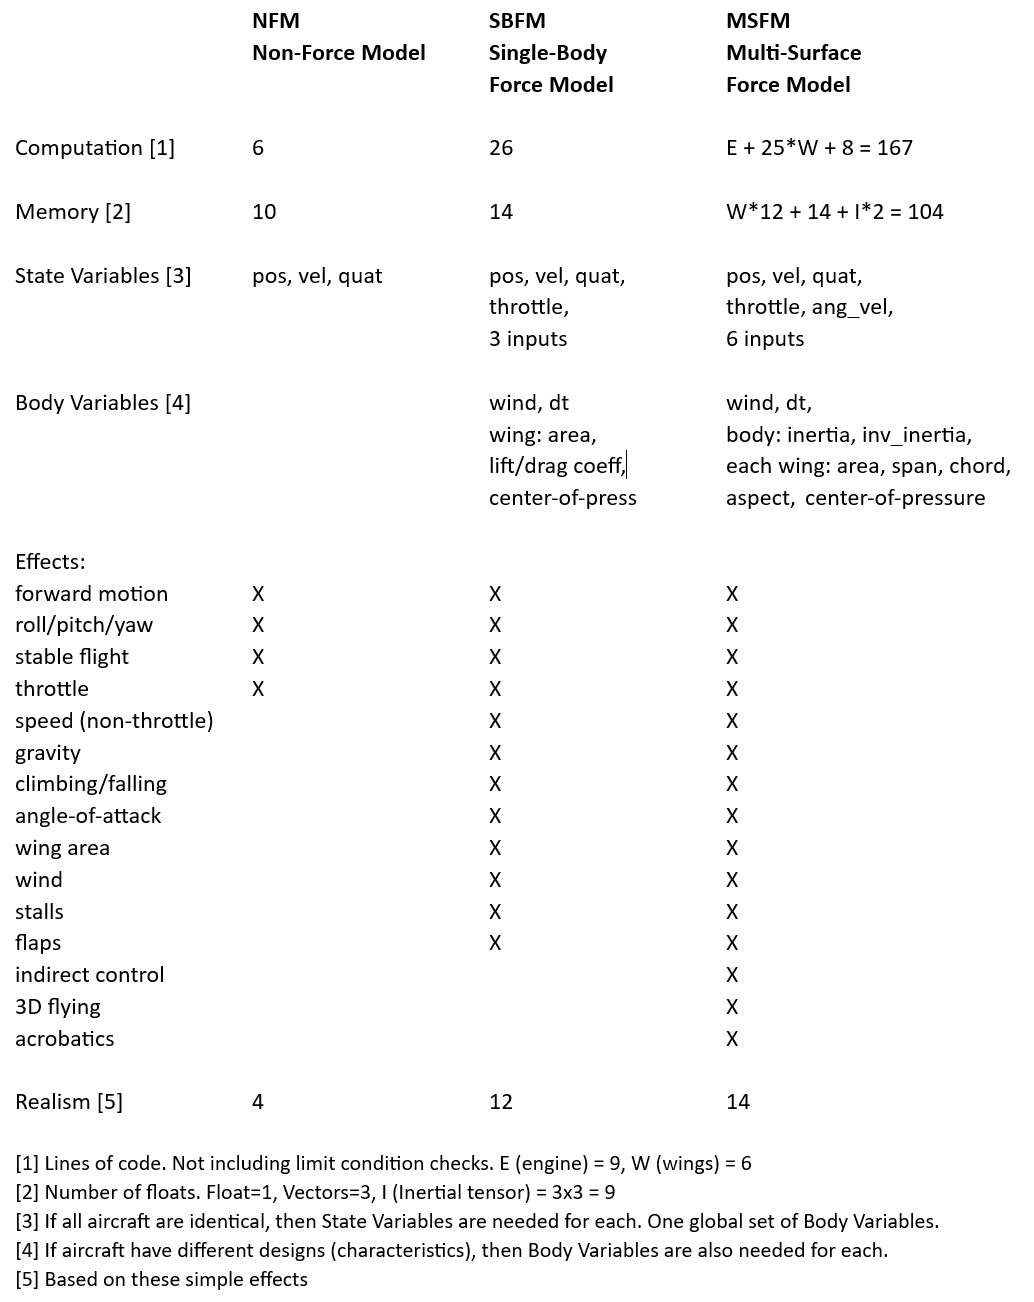 NFM SBFM MSFM
Non-Force Model Single-Body Multi-Surface
Force Model Force Model
Computation [1] 6 26 E + 25*W + 8 = 167
Memory [2] 10 14 W*12 + 14 + I*2 = 104
State Variables [3] pos, vel, quat pos, vel, quat, pos, vel, quat,
throttle, throttle, ang_vel,
3 inputs 6 inputs
Body Variables [4] wind, dt wind, dt,
wing: area, body: inertia, inv_inertia,
lift/drag coeff, each wing: area, span, chord,
center-of-press aspect, center-of-pressure
Effects:
forward motion X X X
roll/pitch/yaw X X X
stable flight X X X
throttle X X X
speed (non-throttle) X X
gravity X X
climbing/falling X X
angle-of-attack X X
wing area X X
wind X X
stalls X X
flaps X X
indirect control X
3D flying X
acrobatics X
Realism [5] 4 12 14
[1] Lines of code. Not including limit condition checks. E (engine) = 9, W (wings) = 6
[2] Number of floats. Float=1, Vectors=3, I (Inertial tensor) = 3x3 = 9
[3] If all aircraft are identical, then State Variables are needed for each. One global set of Body Variables.
[4] If aircraft have different designs (characteristics), then Body Variables are also needed for each.
[5] Based on these simple effects